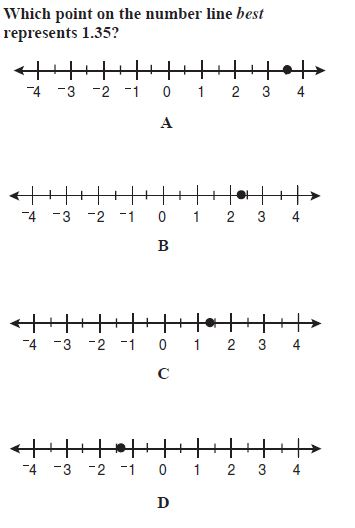 Which point on the number line best
represents 1.35?
-4 -3 -2 -1 0 1 2 3 4
A
-4 -3 -2 -1 0 1 2 3 4
B
-4 -3 -2 -1 0 1 2 3 4
C
-4 -3 -2 -1 0 1 2 3 4
D